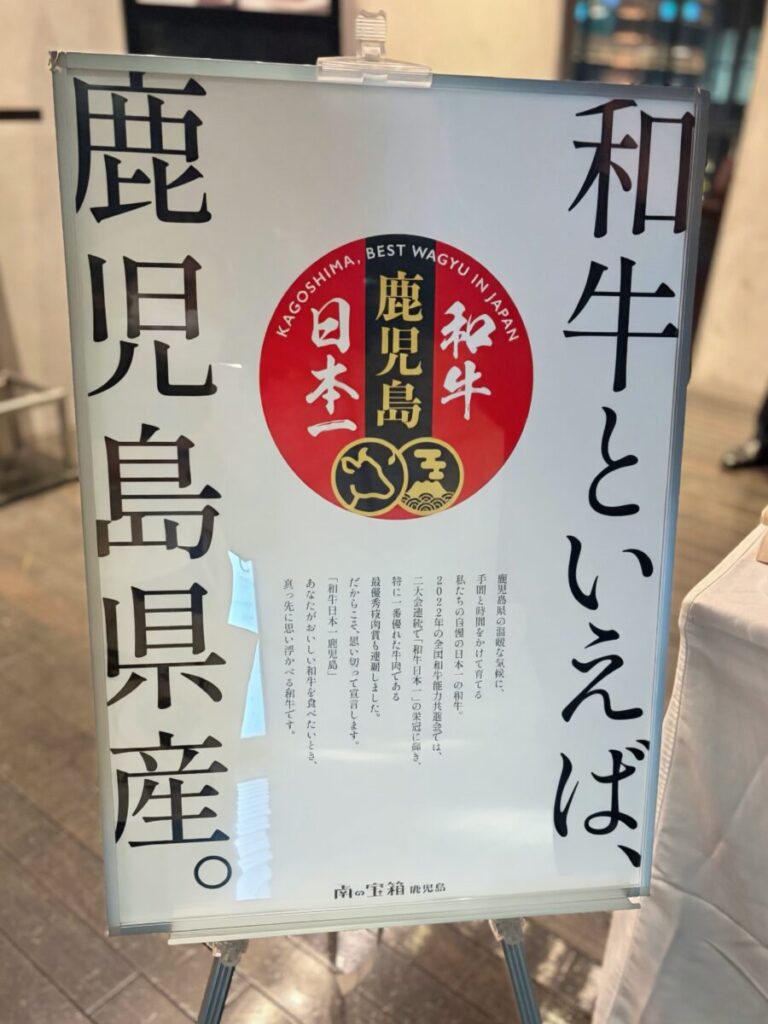 和牛といえば、
鹿児島県産。
KAGOSHIMA, BEST WAGYU IN JAPAN
和牛
鹿児島
日本一
鹿児島県の温暖な気候に、
手間と時間をかけて育てる
私たちの自慢の日本一の和牛。
2022年の全国和牛能力共進会では、
二大会連続で「和牛日本一」の栄冠に輝き、
特に一番優れた牛肉である
最優秀枝肉賞も連覇しました。
だからこそ、思い切って宣言します。
「和牛日本一鹿児島」
あなたがおいしい和牛を食べたいとき、
真っ先に思い浮かべる和牛です。
南の宝箱 鹿児島